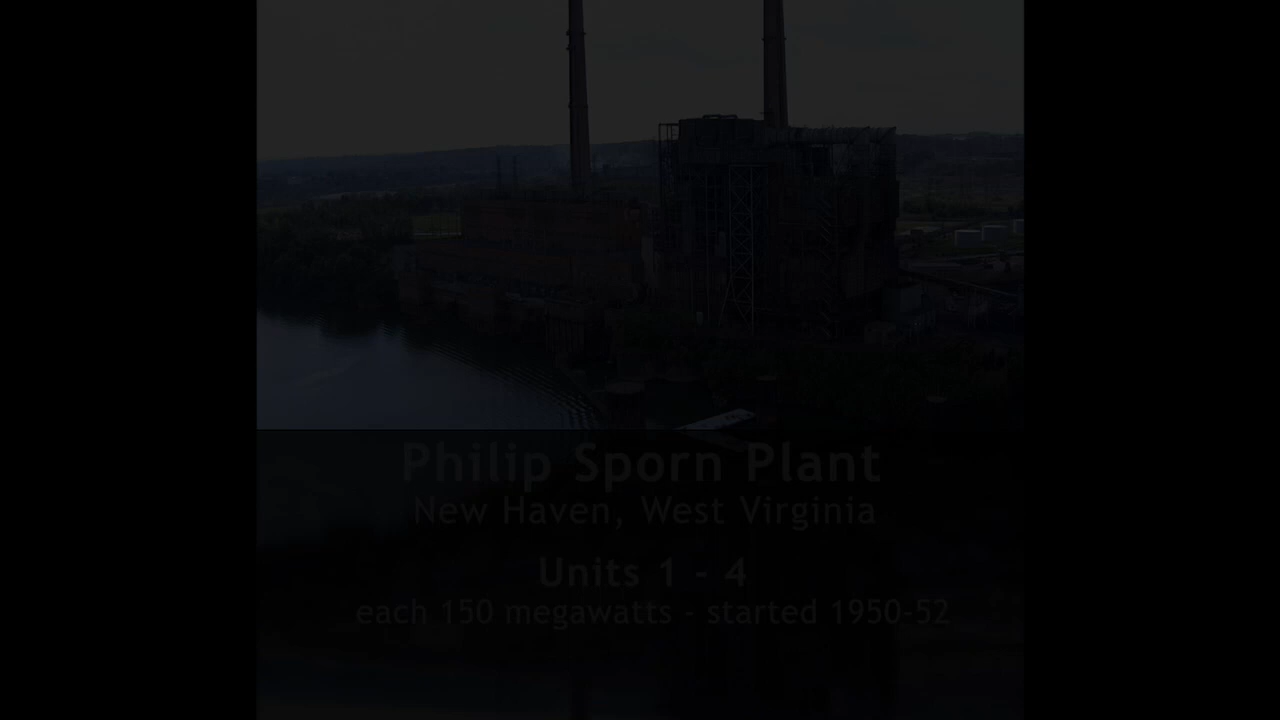 Philip Sporn Plant
New Haven, West Virginia
Units 1 - 4
each 150 megawatts - started 1950-52